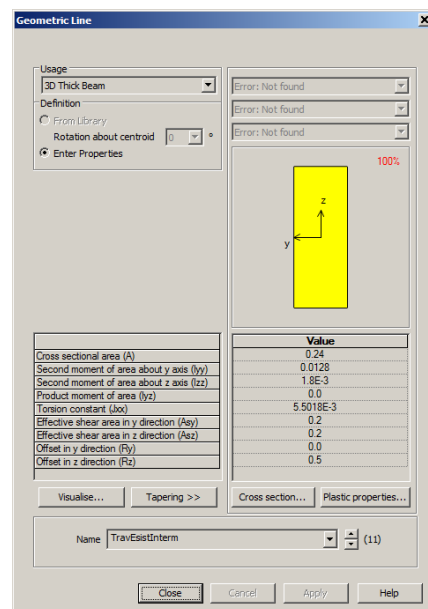 Geometric Line
Usage
3D Thick Beam
Definition
From Library
Rotation about centroid 0 °
Enter Properties
Error: Not found
Error: Not found
Error: Not found
100%
z
y
Value
Cross sectional area (A) 0.24
Second moment of area about y axis (Iyy) 0.0128
Second moment of area about z axis (Izz) 1.8E-3
Product moment of area (Iyz) 0.0
Torsion constant (Jxx) 5.5018E-3
Effective shear area in y direction (Asy) 0.2
Effective shear area in z direction (Asz) 0.2
Offset in y direction (Ry) 0.0
Offset in z direction (Rz) 0.5
Visualise... Tapering >> Cross section... Plastic properties...
Name TravEsistInterm (11)
Close Cancel Apply Help